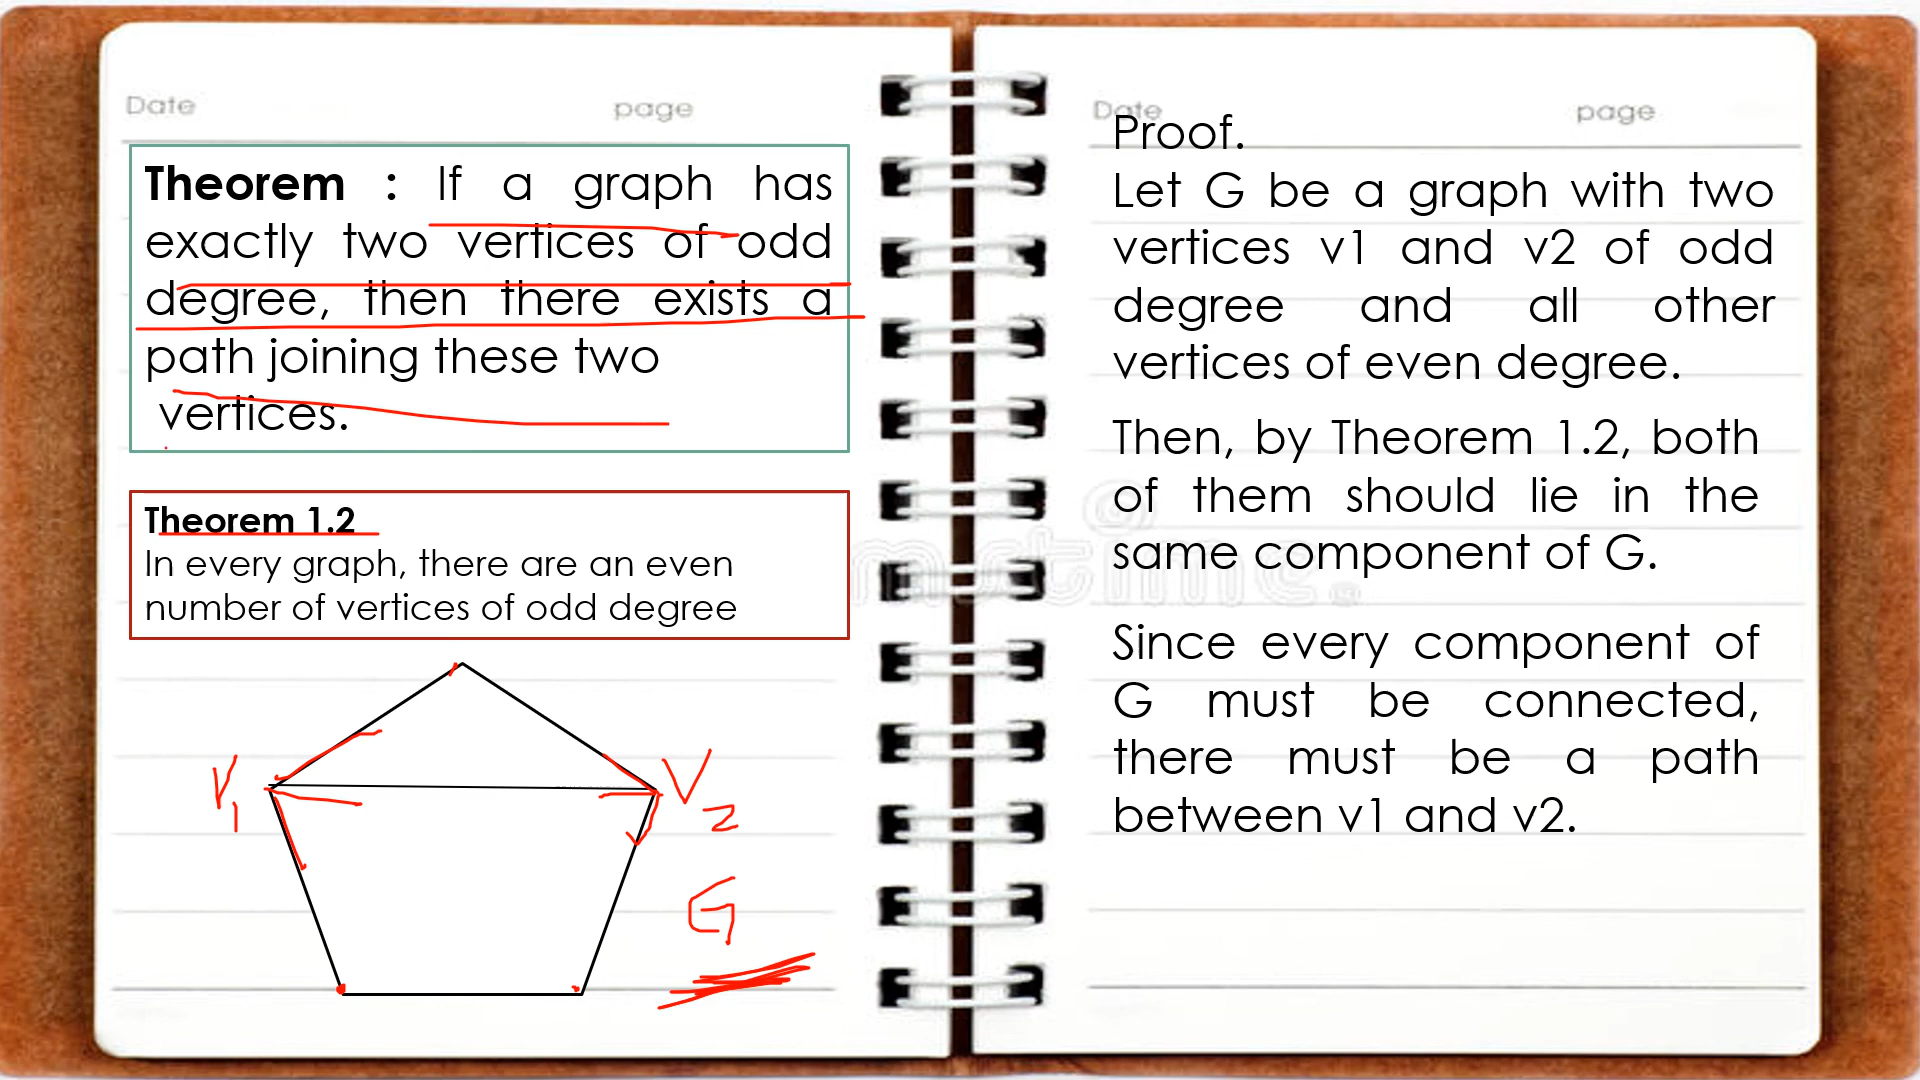 Date page
Theorem : If a graph has
exactly two vertices of odd
degree, then there exists a
path joining these two
vertices.
Theorem 1.2
In every graph, there are an even
number of vertices of odd degree
V1
V2
G
Date page
Proof.
Let G be a graph with two
vertices v1 and v2 of odd
degree and all other
vertices of even degree.
Then, by Theorem 1.2, both
of them should lie in the
same component of G.
Since every component of
G must be connected,
there must be a path
between v1 and v2.